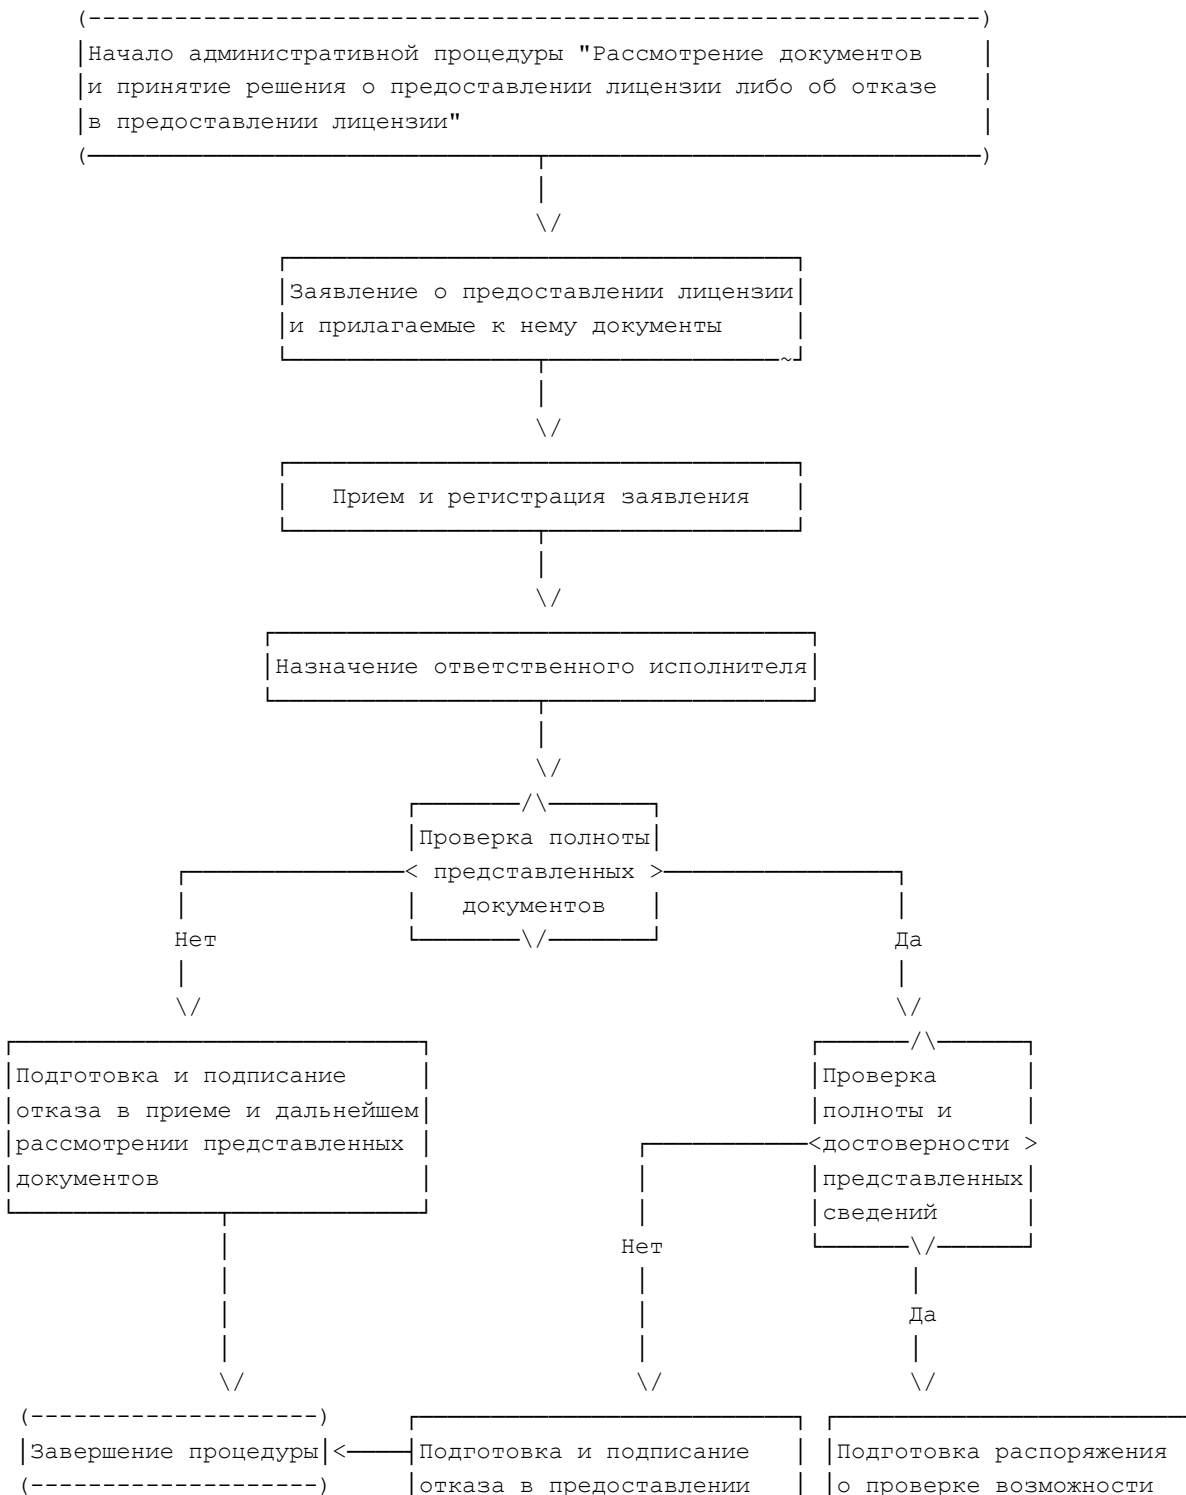 Начало административной процедуры "Рассмотрение документов
и принятие решения о предоставлении лицензии либо об отказе
в предоставлении лицензии"
Заявление о предоставлении лицензии
и прилагаемые к нему документы
Прием и регистрация заявления
Назначение ответственного исполнителя
Проверка полноты
представленных
документов
Нет
Да
Подготовка и подписание
отказа в приеме и дальнейшем
рассмотрении представленных
документов
Проверка
полноты и
достоверности
представленных
сведений
Нет
Да
Завершение процедуры
Подготовка и подписание
отказа в предоставлении
Подготовка распоряжения
о проверке возможности